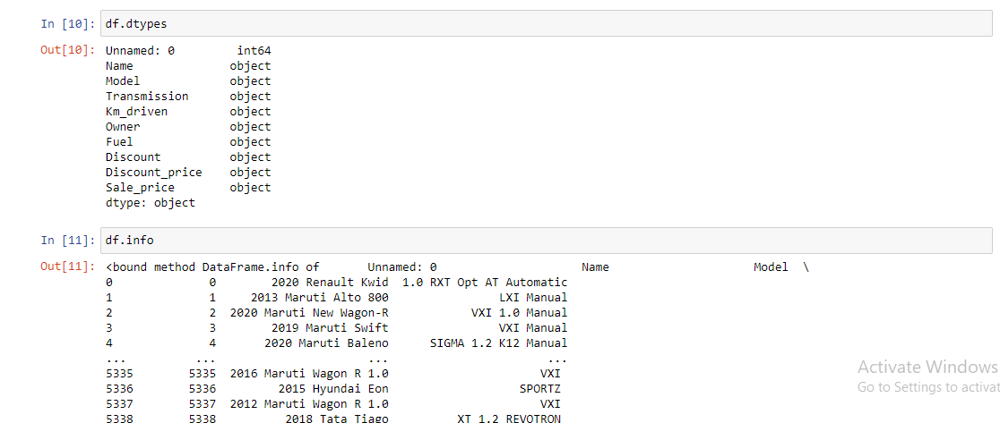 In [10]: df.dtypes
Out[10]: Unnamed: 0 int64
Name object
Model object
Transmission object
Km_driven object
Owner object
Fuel object
Discount object
Discount_price object
Sale_price object
dtype: object
In [11]: df.info
Out[11]: <bound method DataFrame.info of Unnamed: 0 Name Model \
0 0 2020 Renault Kwid 1.0 RXT Opt AT Automatic
1 1 2013 Maruti Alto 800 LXI Manual
2 2 2020 Maruti New Wagon-R VXI 1.0 Manual
3 3 2019 Maruti Swift VXI Manual
4 4 2020 Maruti Baleno SIGMA 1.2 K12 Manual
... ... ... ...
5335 5335 2016 Maruti Wagon R 1.0 VXI
5336 5336 2015 Hyundai Eon SPORTZ
5337 5337 2012 Maruti Wagon R 1.0 VXI
5338 5338 2018 Tata Tiago XT 1.2 REVOTRON
Activate Windows
Go to Settings to activat